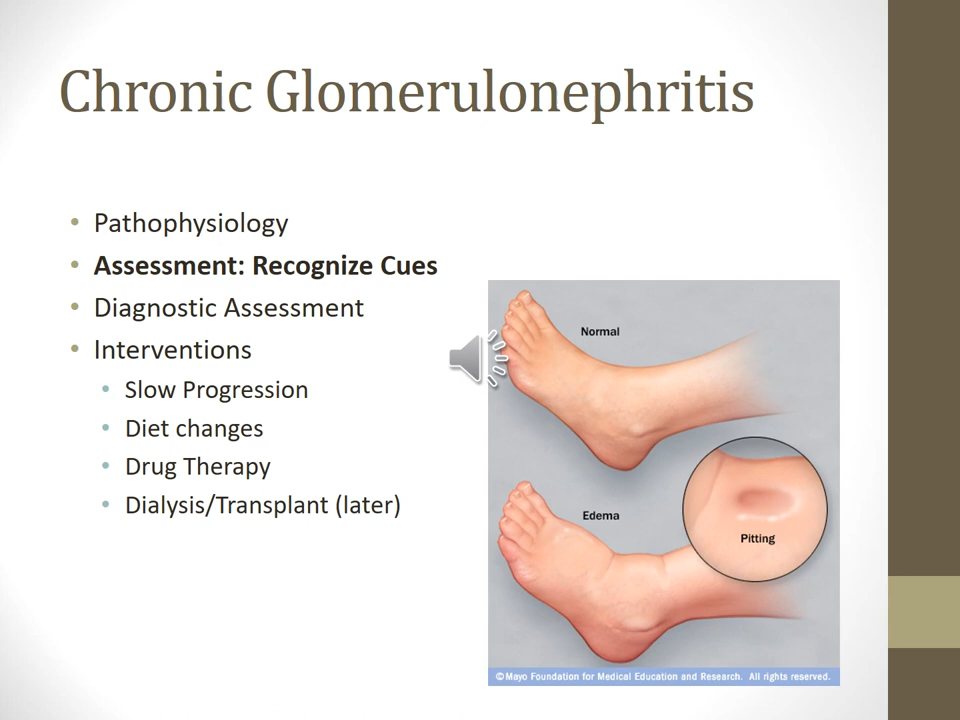 Chronic Glomerulonephritis
• Pathophysiology
• Assessment: Recognize Cues
• Diagnostic Assessment
• Interventions
• Slow Progression
• Diet changes
• Drug Therapy
• Dialysis/Transplant (later)
Normal
Edema
Pitting
©Mayo Foundation for Medical Education and Research. All rights reserved.